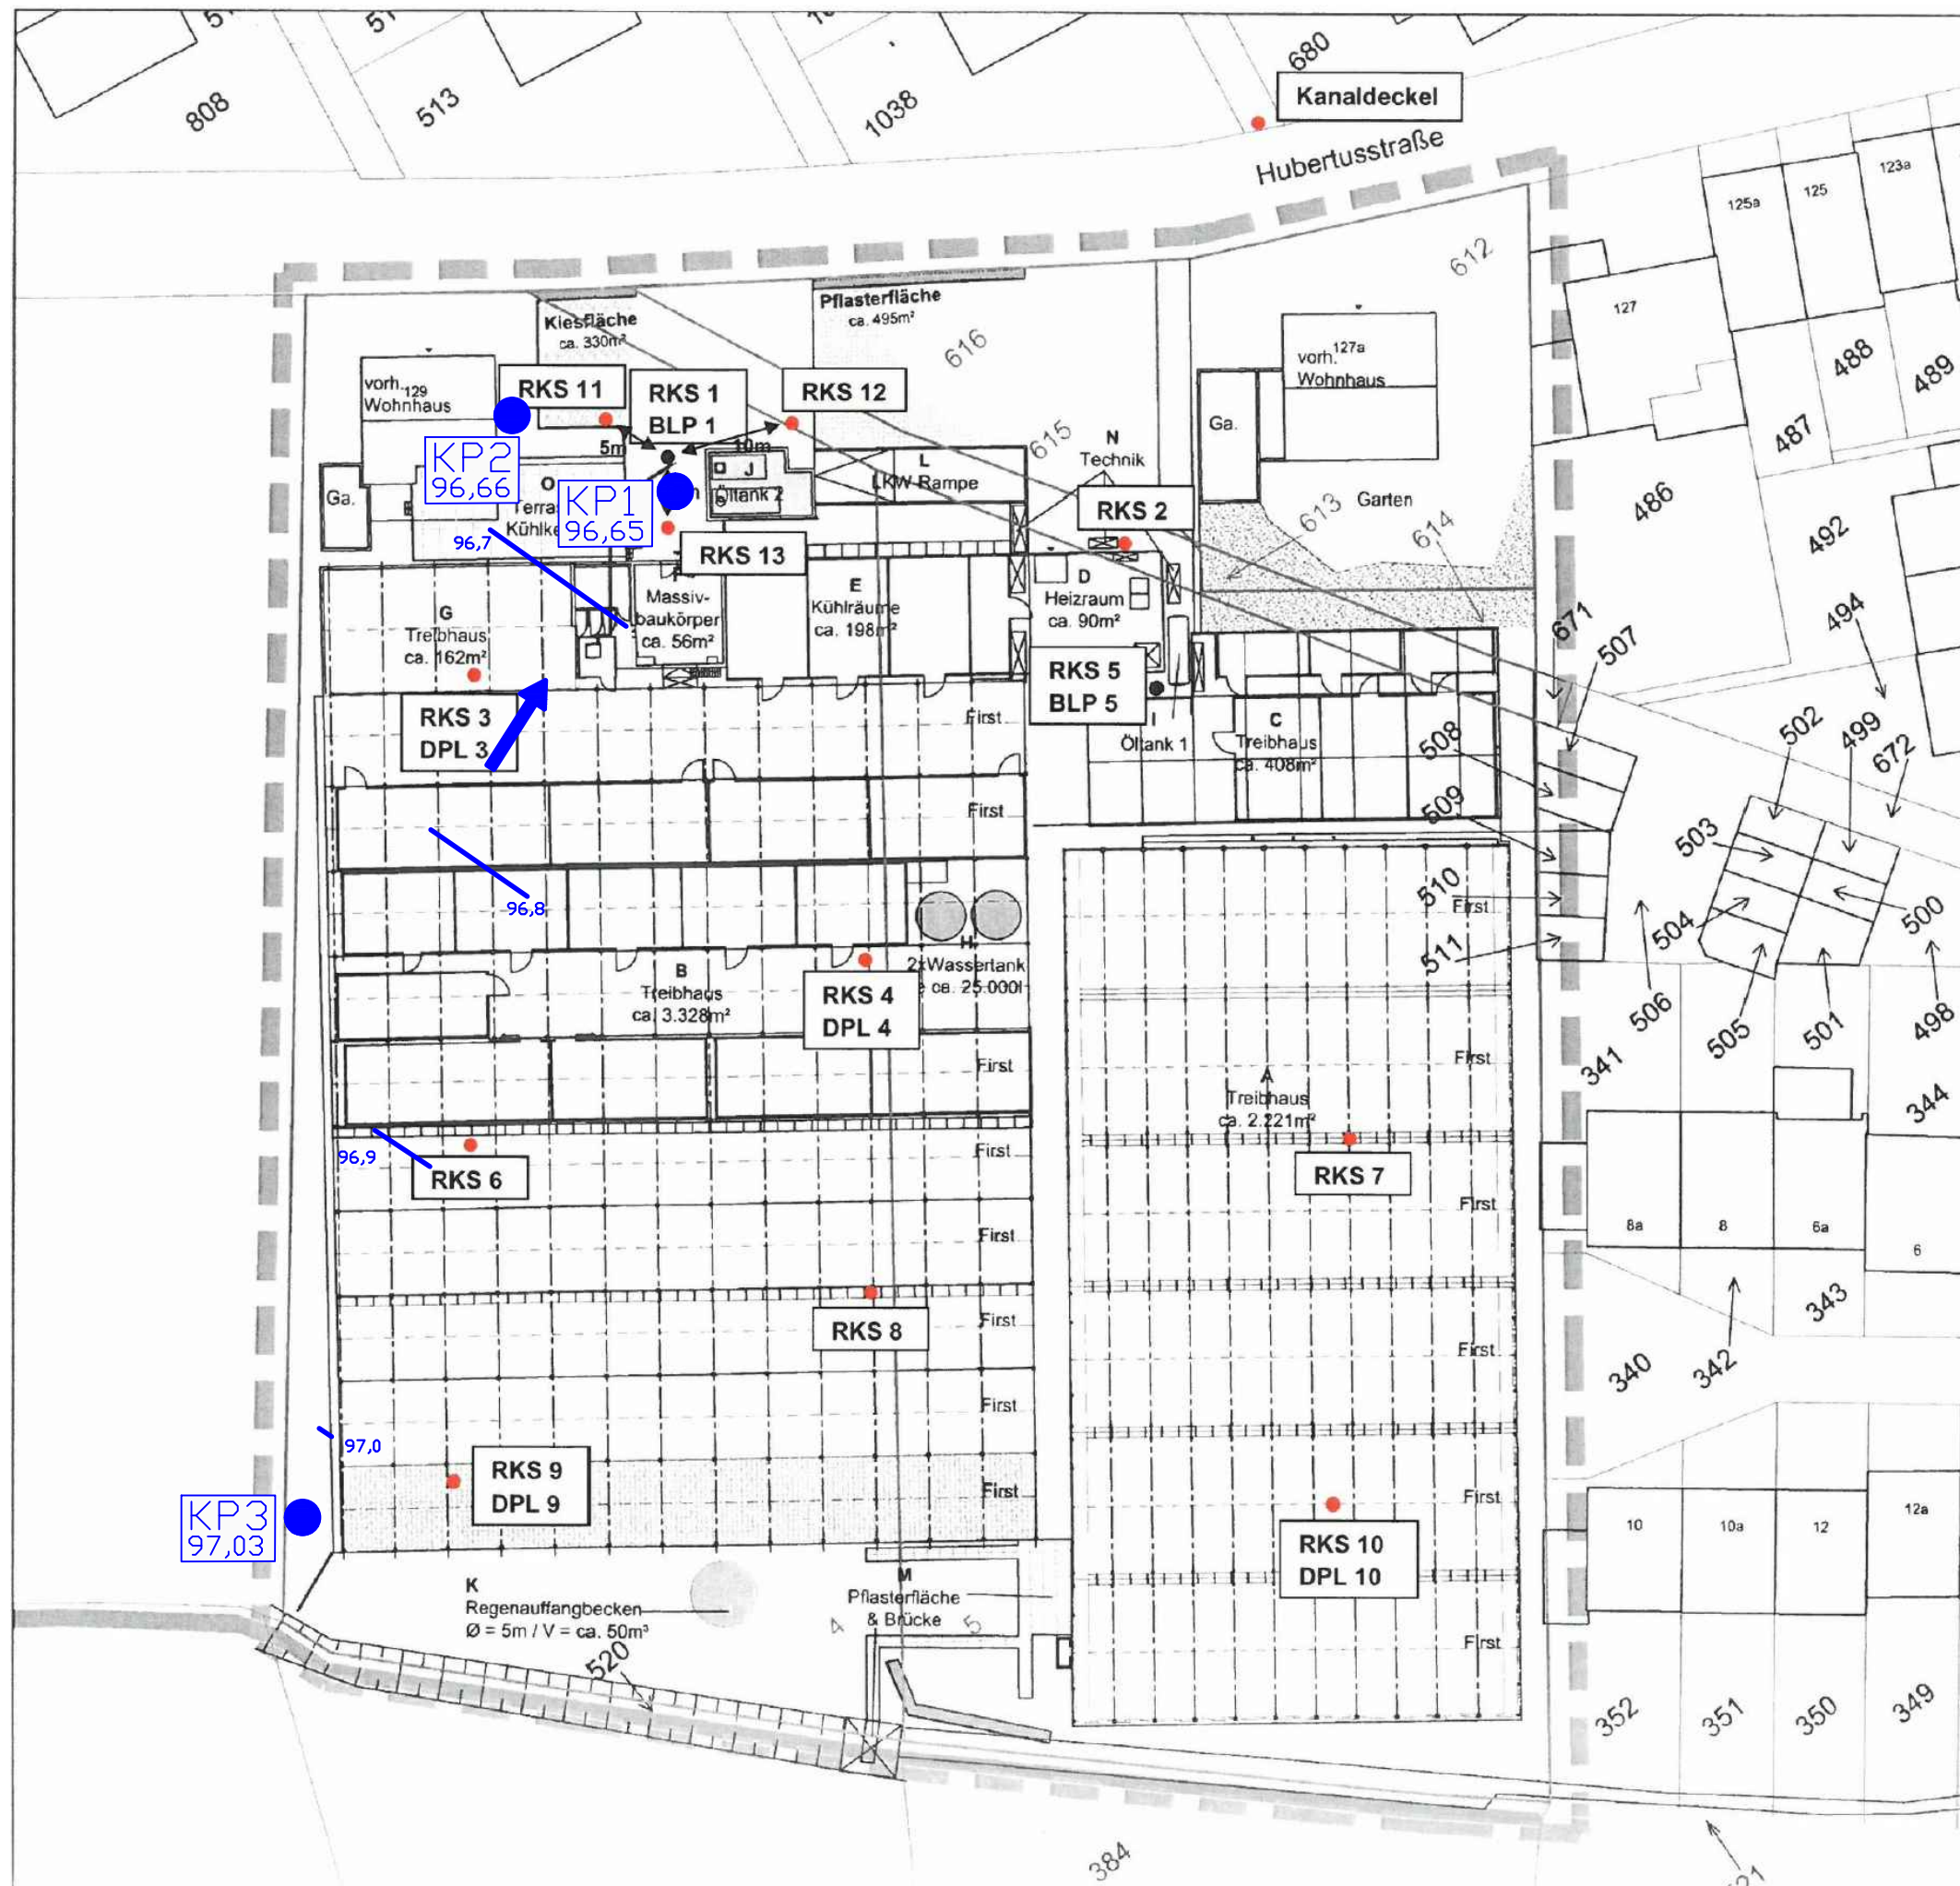 808
513
1038
680
Kanaldeckel
Hubertusstraße
612
125a
125
123a
127
488
489
487
486
492
494
Kiesfläche
ca. 330m²
Pflasterfläche
ca. 495m²
616
vorh.129
Wohnhaus
vorh.127a
Wohnhaus
RKS 11
RKS 1
BLP 1
RKS 12
5m
10m
KP2
96,66
KP1
96,65
Ga.
Ga.
O
J
Öltank 2
L
LKW Rampe
615
N
Technik
RKS 2
Garten
613
614
96,7
RKS 13
G
Treibhaus
ca. 162m²
Massiv-
baukörper
ca. 56m²
E
Kühlräume
ca. 198m²
D
Heizraum
ca. 90m²
671
507
RKS 3
DPL 3
RKS 5
BLP 5
First
I
Öltank 1
C
Treibhaus
ca. 408m²
508
502
499
672
First
509
503
96,8
510
First
504
500
511
H
2xWassertank
ca. 25.000l
B
Treibhaus
ca. 3.328m²
RKS 4
DPL 4
506
505
501
498
341
344
First
First
A
Treibhaus
ca. 2.221m²
96,9
First
RKS 6
RKS 7
First
First
8a
8
6a
6
RKS 8
First
First
343
340
342
First
97,0
RKS 9
DPL 9
First
First
KP3
97,03
RKS 10
DPL 10
10
10a
12
12a
K
Regenauffangbecken
Ø = 5m / V = ca. 50m³
M
Pflasterfläche
& Brücke
4
5
First
520
352
351
350
349
384